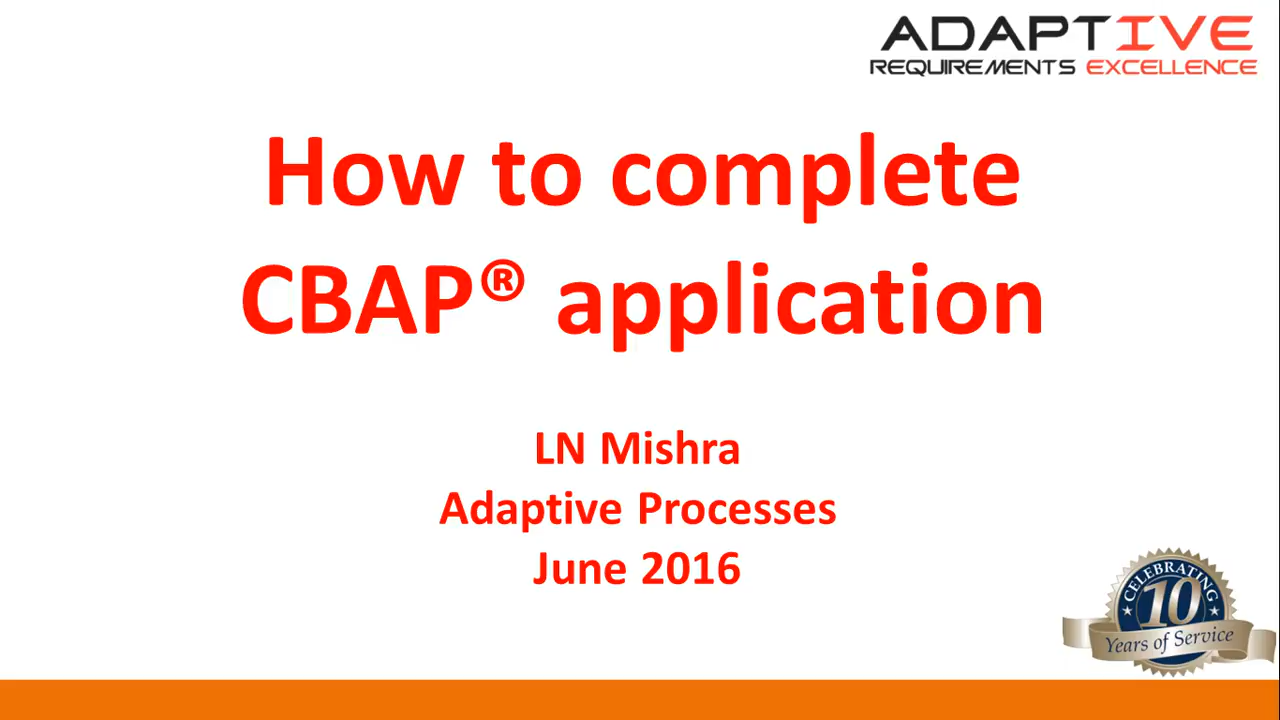 ADAPTIVE
REQUIREMENTS EXCELLENCE
How to complete
CBAP® application
LN Mishra
Adaptive Processes
June 2016
CELEBRATING
10
Years of Service